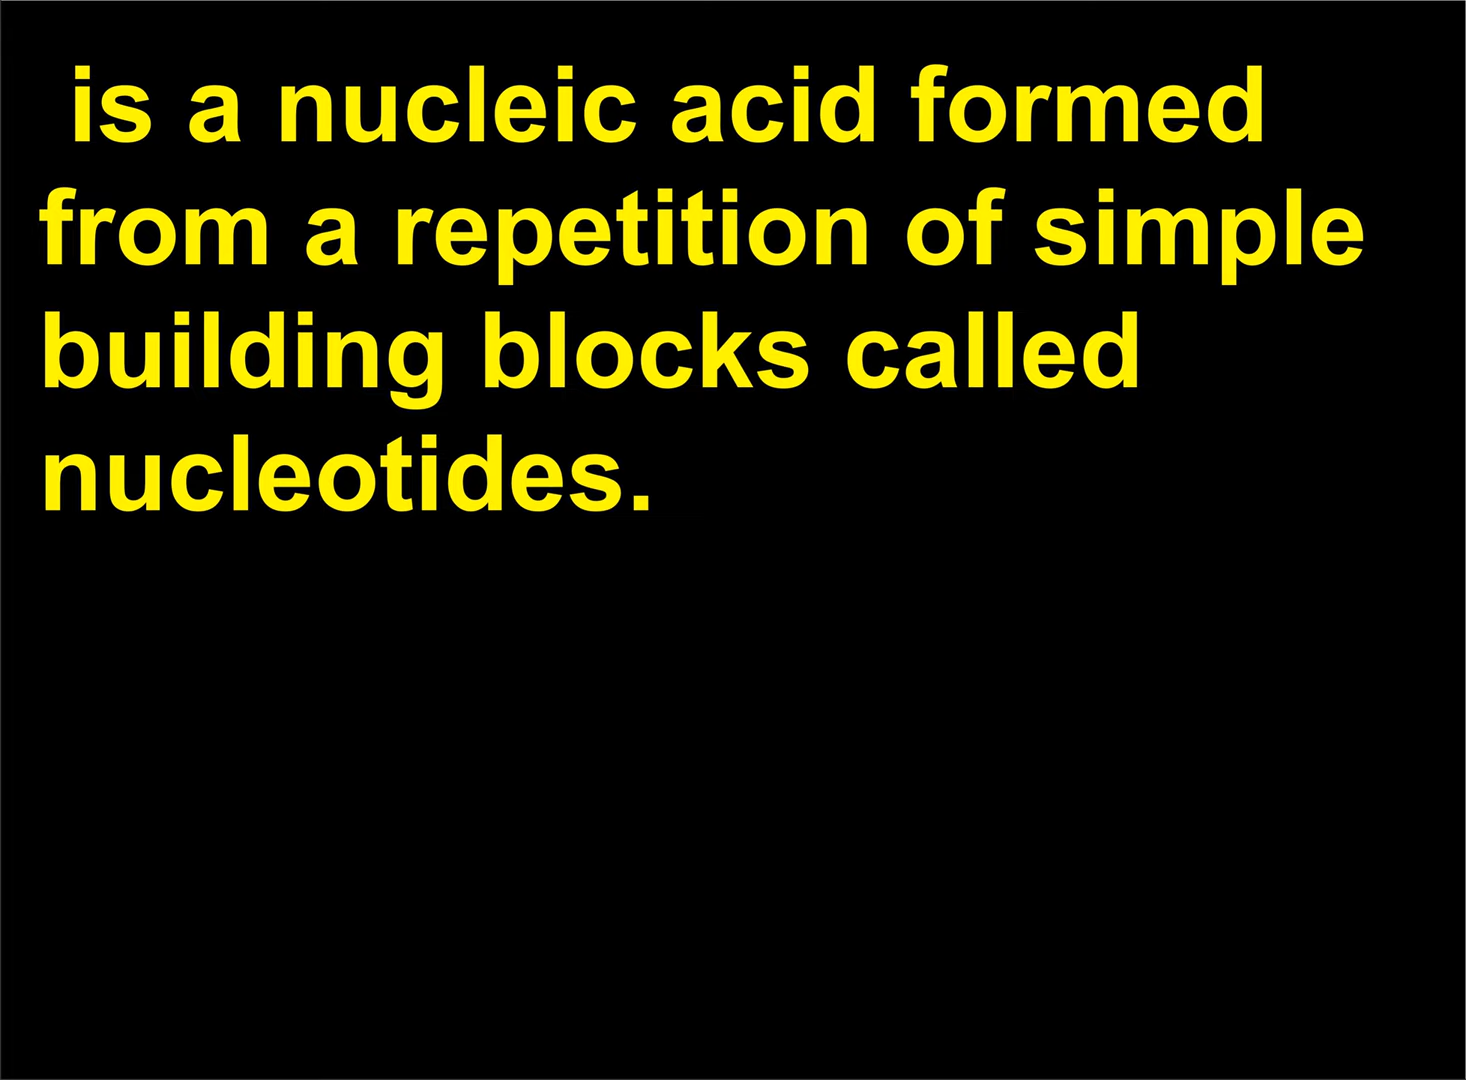 is a nucleic acid formed
from a repetition of simple
building blocks called
nucleotides.